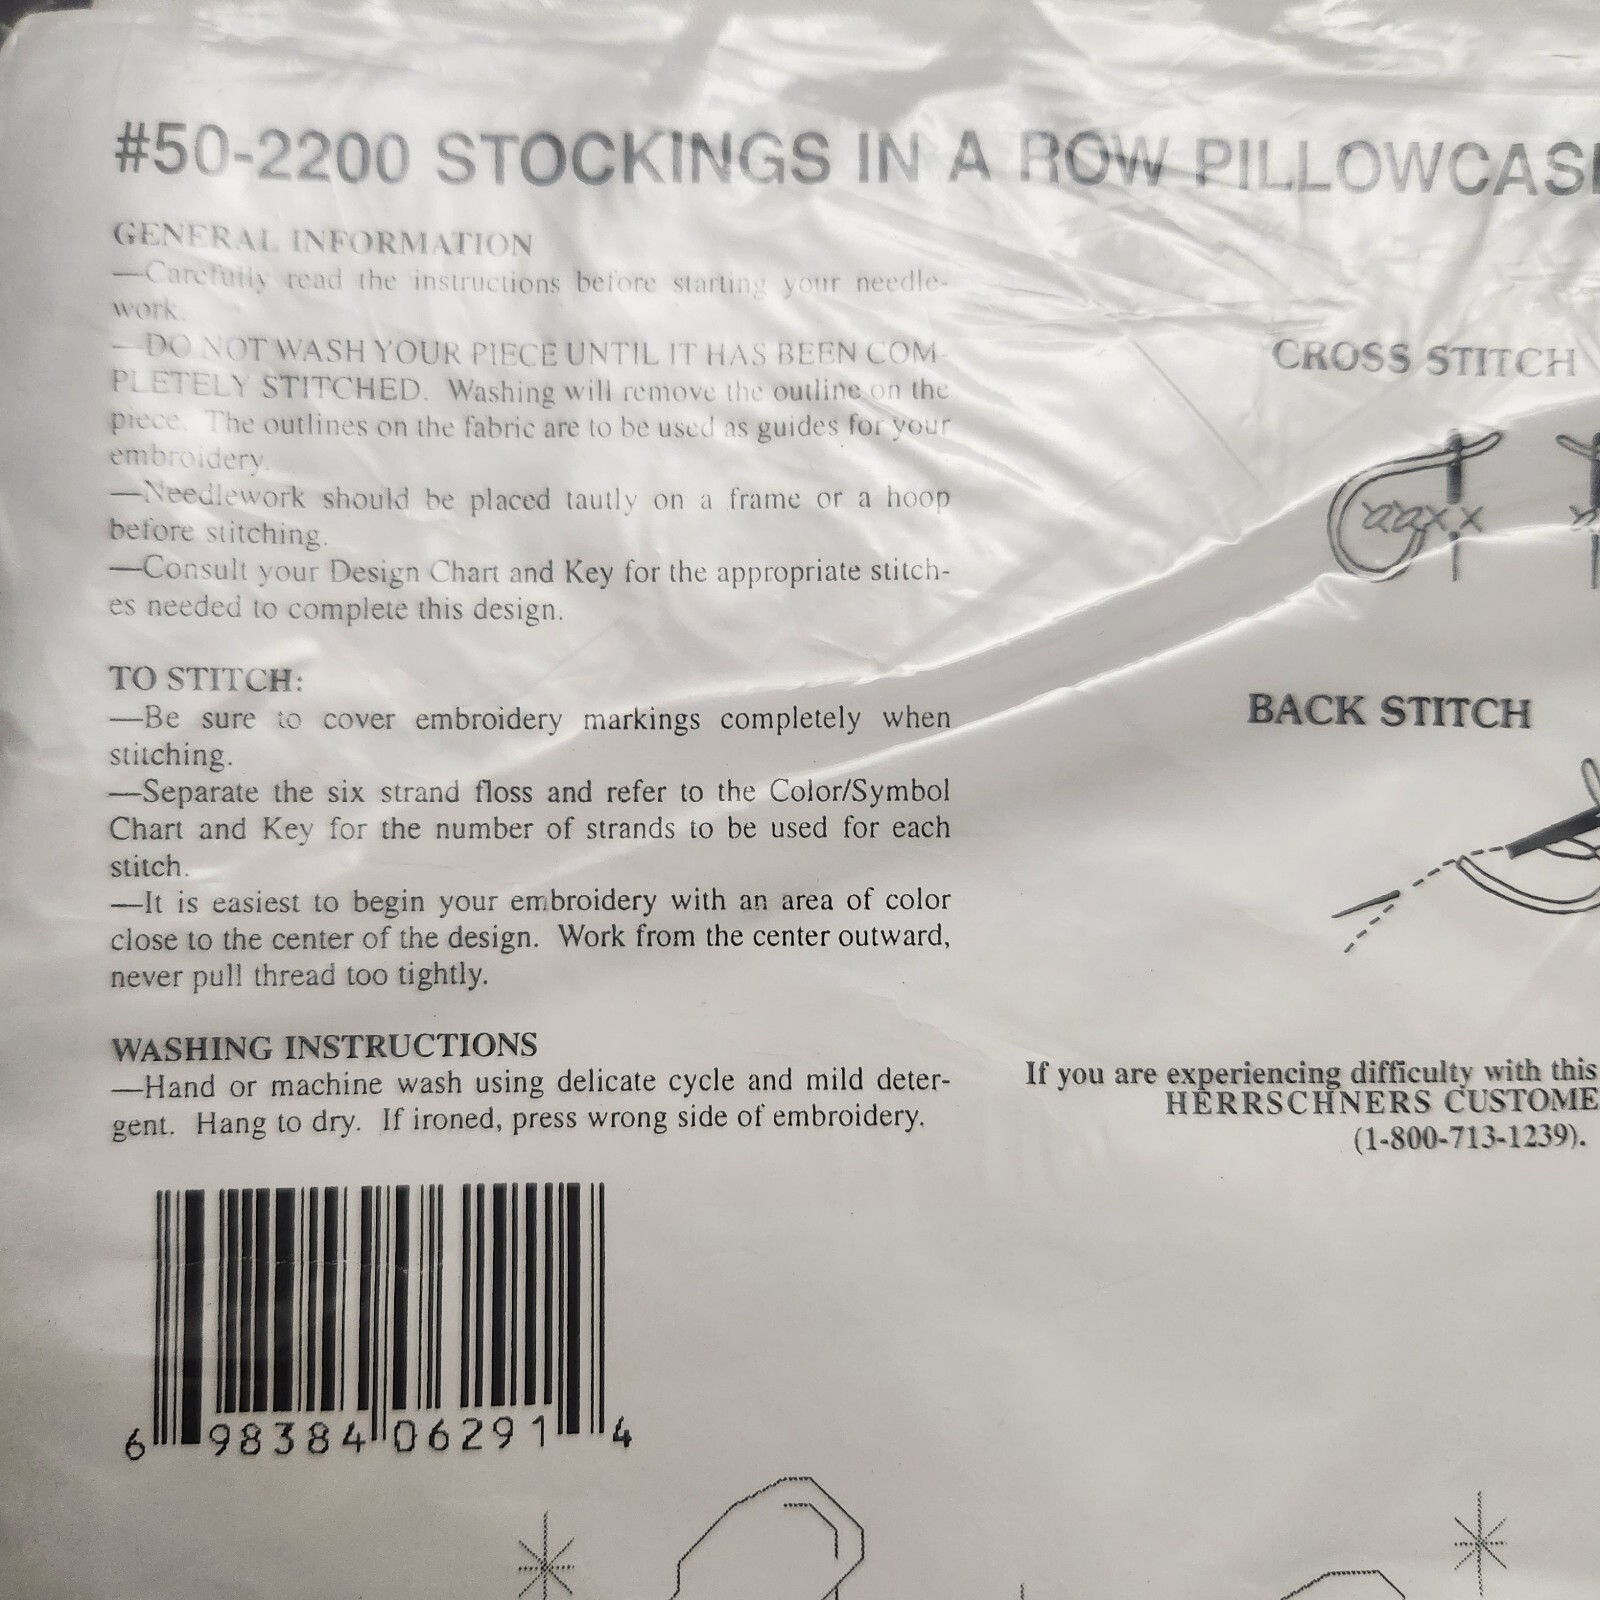 #50-2200 STOCKINGS IN A ROW PILLOWCAS
GENERAL INFORMATION
—Carefully read the instructions before starting your needle-
work.
—DO NOT WASH YOUR PIECE UNTIL IT HAS BEEN COM-
PLETELY STITCHED. Washing will remove the outline on the
piece. The outlines on the fabric are to be used as guides for your
embroidery.
—Needlework should be placed tautly on a frame or a hoop
before stitching.
—Consult your Design Chart and Key for the appropriate stitch-
es needed to complete this design.
TO STITCH:
—Be sure to cover embroidery markings completely when
stitching.
—Separate the six strand floss and refer to the Color/Symbol
Chart and Key for the number of strands to be used for each
stitch.
—It is easiest to begin your embroidery with an area of color
close to the center of the design. Work from the center outward,
never pull thread too tightly.
WASHING INSTRUCTIONS
—Hand or machine wash using delicate cycle and mild deter-
gent. Hang to dry. If ironed, press wrong side of embroidery.
6 98384 06291 4
CROSS STITCH
BACK STITCH
If you are experiencing difficulty with this
HERRSCHNERS CUSTOME
(1-800-713-1239).